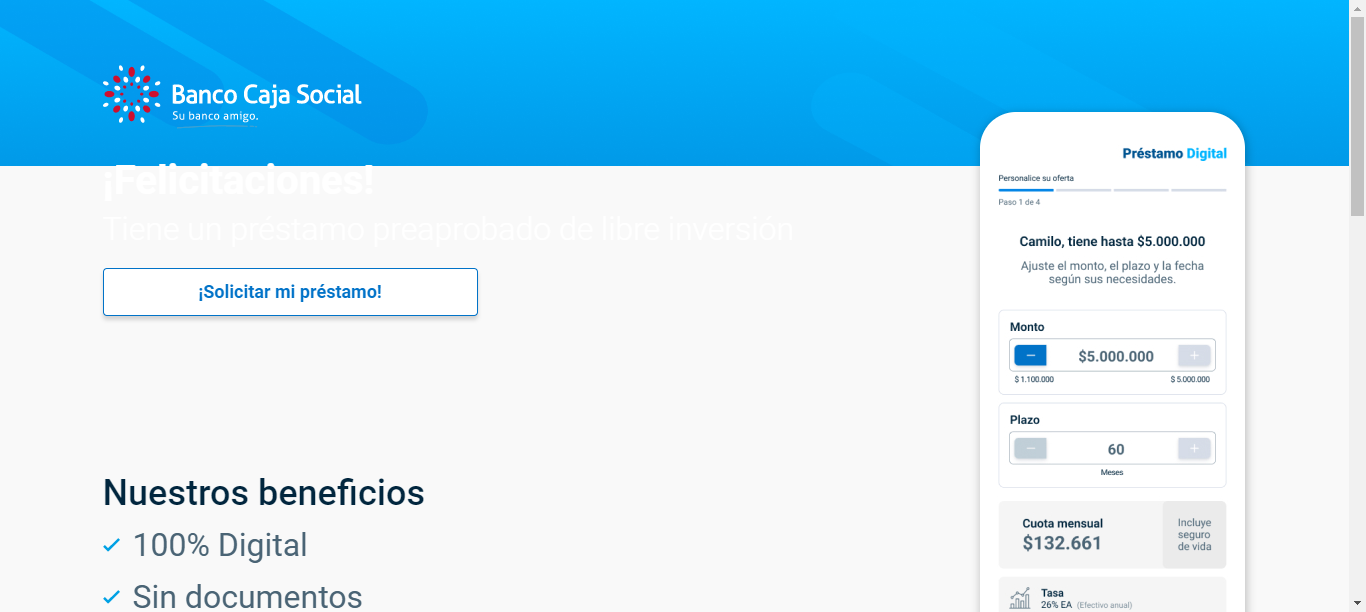 Banco Caja Social
Su banco amigo.
¡Felicitaciones!
Tiene un préstamo preaprobado de libre inversión
¡Solicitar mi préstamo!
Nuestros beneficios
100% Digital
Sin documentos
Préstamo Digital
Personalice su oferta
Paso 1 de 4
Camilo, tiene hasta $5.000.000
Ajuste el monto, el plazo y la fecha
según sus necesidades.
Monto
− $5.000.000 +
$ 1.100.000 $ 5.000.000
Plazo
− 60 +
Meses
Cuota mensual
$132.661
Incluye
seguro
de vida
Tasa
26% EA (Efectivo anual)